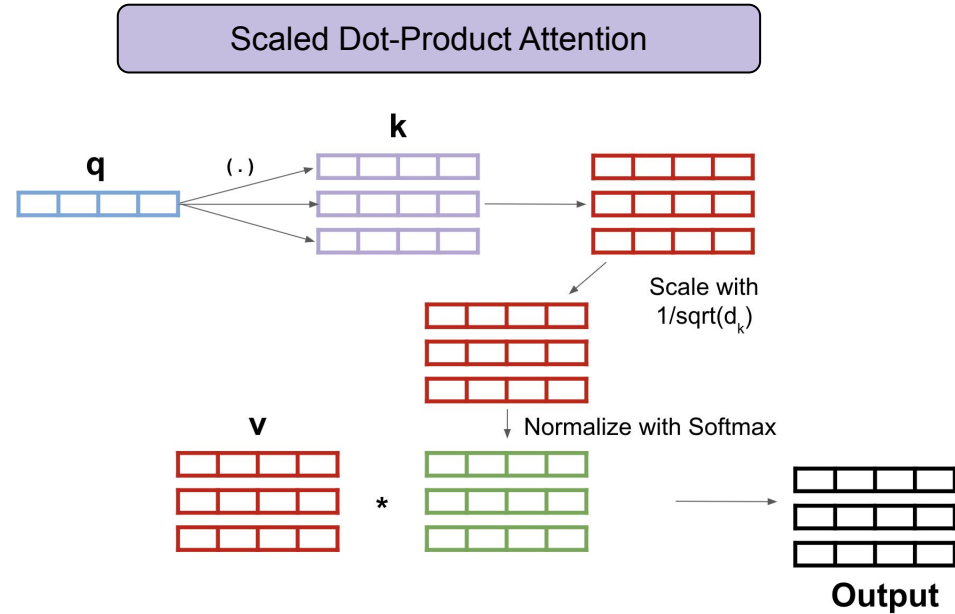 Scaled Dot-Product Attention
k
q
(.)
Scale with
1/sqrt(dk)
Normalize with Softmax
v
*
Output